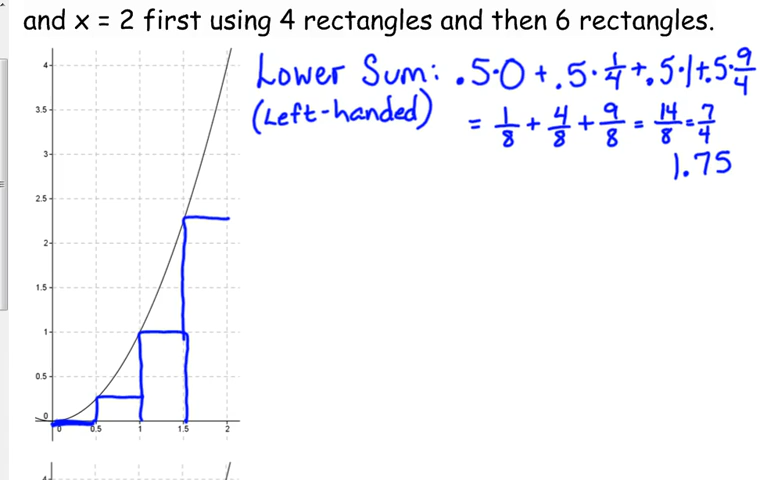 and x = 2 first using 4 rectangles and then 6 rectangles.
Lower Sum: .5·0 + .5·1/4 + .5·1 + .5·9/4
(Left-handed)
= 1/8 + 4/8 + 9/8 = 14/8 = 7/4
1.75
4
3.5
3
2.5
2
1.5
1
0.5
0
0 0.5 1 1.5 2
4